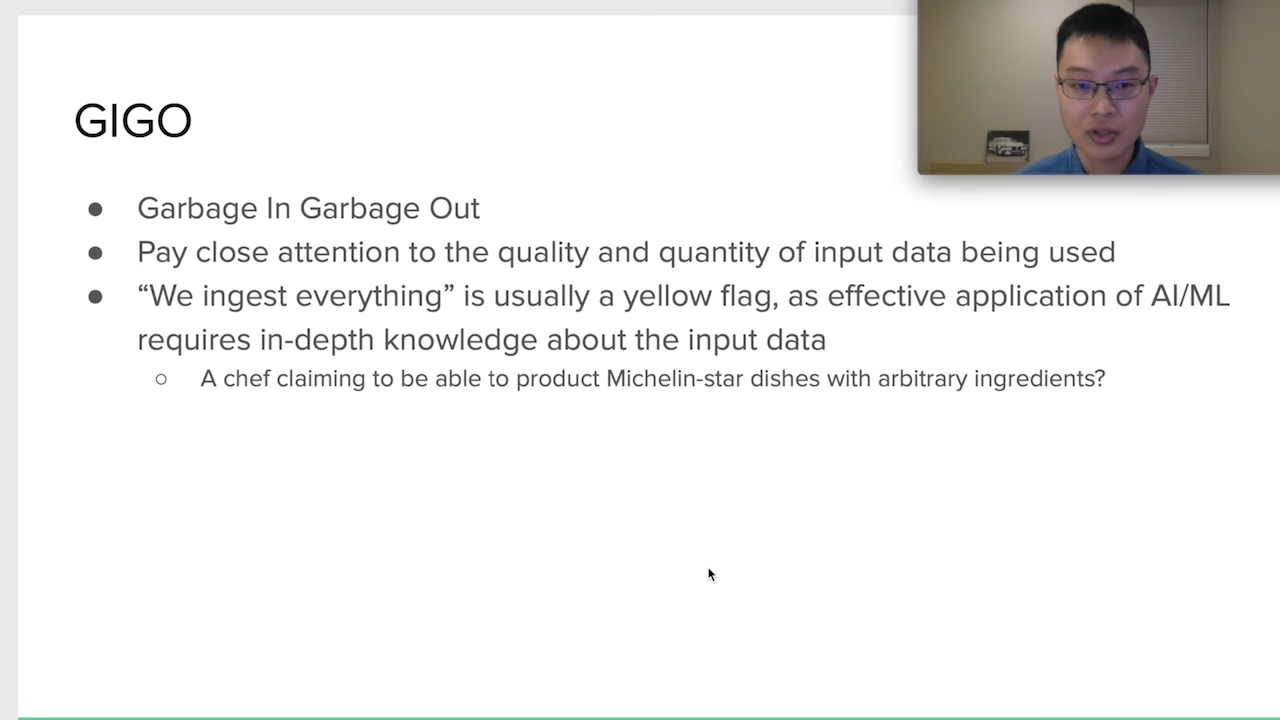 GIGO
● Garbage In Garbage Out
● Pay close attention to the quality and quantity of input data being used
● “We ingest everything” is usually a yellow flag, as effective application of AI/ML
requires in-depth knowledge about the input data
○ A chef claiming to be able to product Michelin-star dishes with arbitrary ingredients?